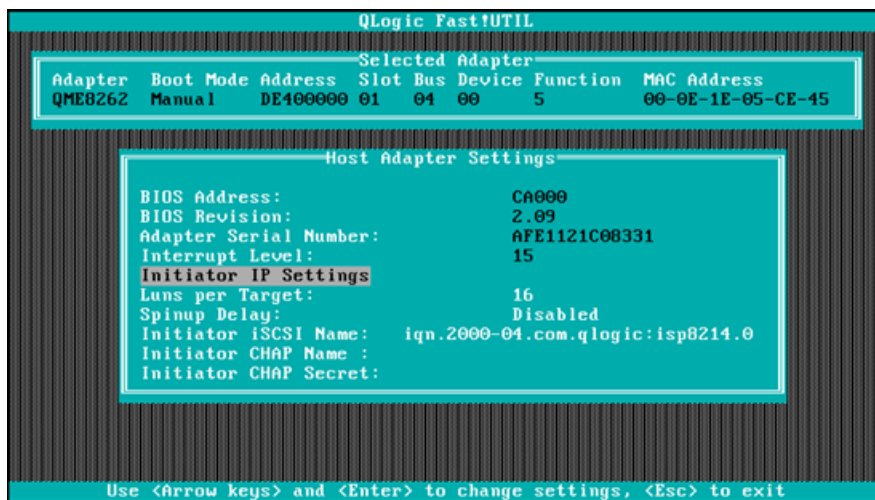 QLogic Fast!UTIL
Selected Adapter
Adapter Boot Mode Address Slot Bus Device Function MAC Address
QME8262 Manual DE400000 01 04 00 5 00-0E-1E-05-CE-45
Host Adapter Settings
BIOS Address: CA000
BIOS Revision: 2.09
Adapter Serial Number: AFE1121C08331
Interrupt Level: 15
Initiator IP Settings
Luns per Target: 16
Spinup Delay: Disabled
Initiator iSCSI Name: iqn.2000-04.com.qlogic:isp8214.0
Initiator CHAP Name :
Initiator CHAP Secret:
Use <Arrow keys> and <Enter> to change settings, <Esc> to exit